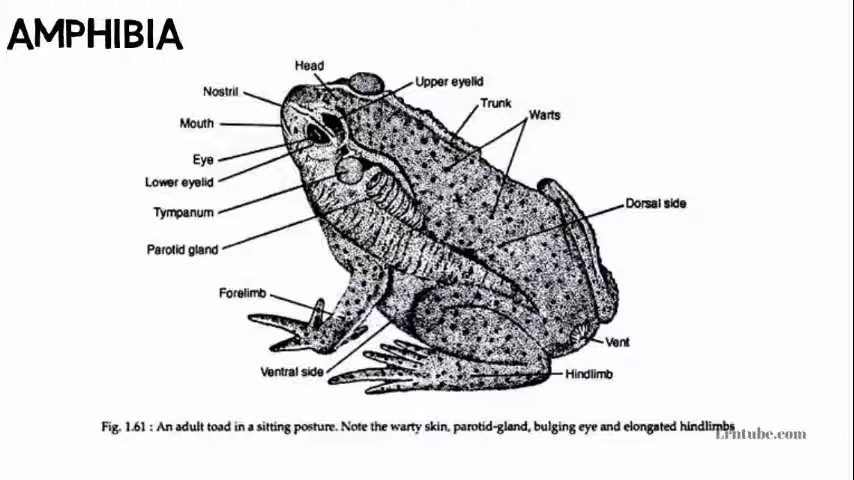 AMPHIBIA
Head
Upper eyelid
Nostril
Trunk
Warts
Mouth
Eye
Lower eyelid
Dorsal side
Tympanum
Parotid gland
Forelimb
Vent
Ventral side
Hindlimb
Fig. 1.61 : An adult toad in a sitting posture. Note the warty skin, parotid-gland, bulging eye and elongated hindlimbs
Lrntube.com